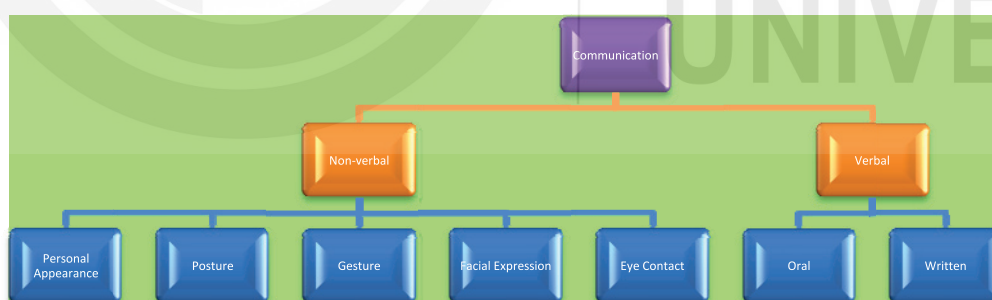 UNIVE
Communication
Non-verbal
Verbal
Personal
Appearance
Posture
Gesture
Facial Expression
Eye Contact
Oral
Written